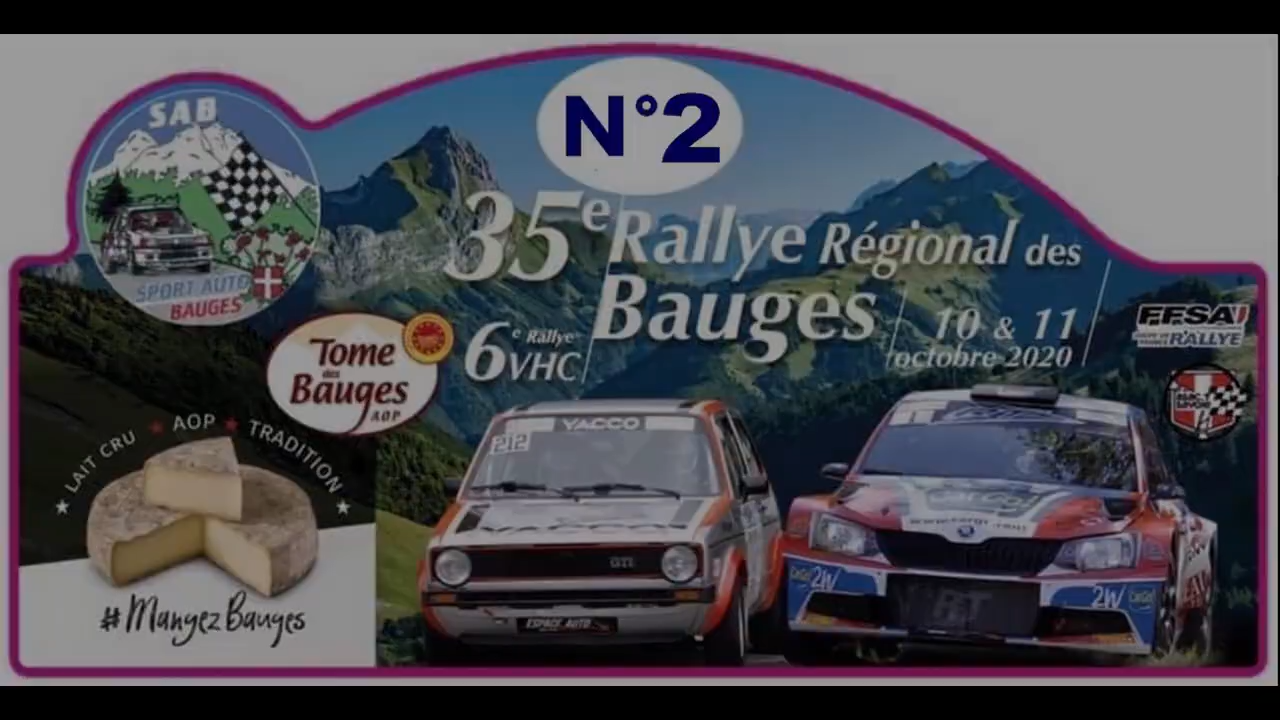 N°2
SAB
SPORT AUTO
BAUGES
35e Rallye Régional des
Bauges
6e Rallye
VHC
10 & 11
octobre 2020
FFSA
RALLYE
Tome
des
Bauges
AOP
★ LAIT CRU ★ AOP ★ TRADITION ★
#MangezBauges
YACCO
212
YACCO
GTI
ESPACE AUTO
2W
2W